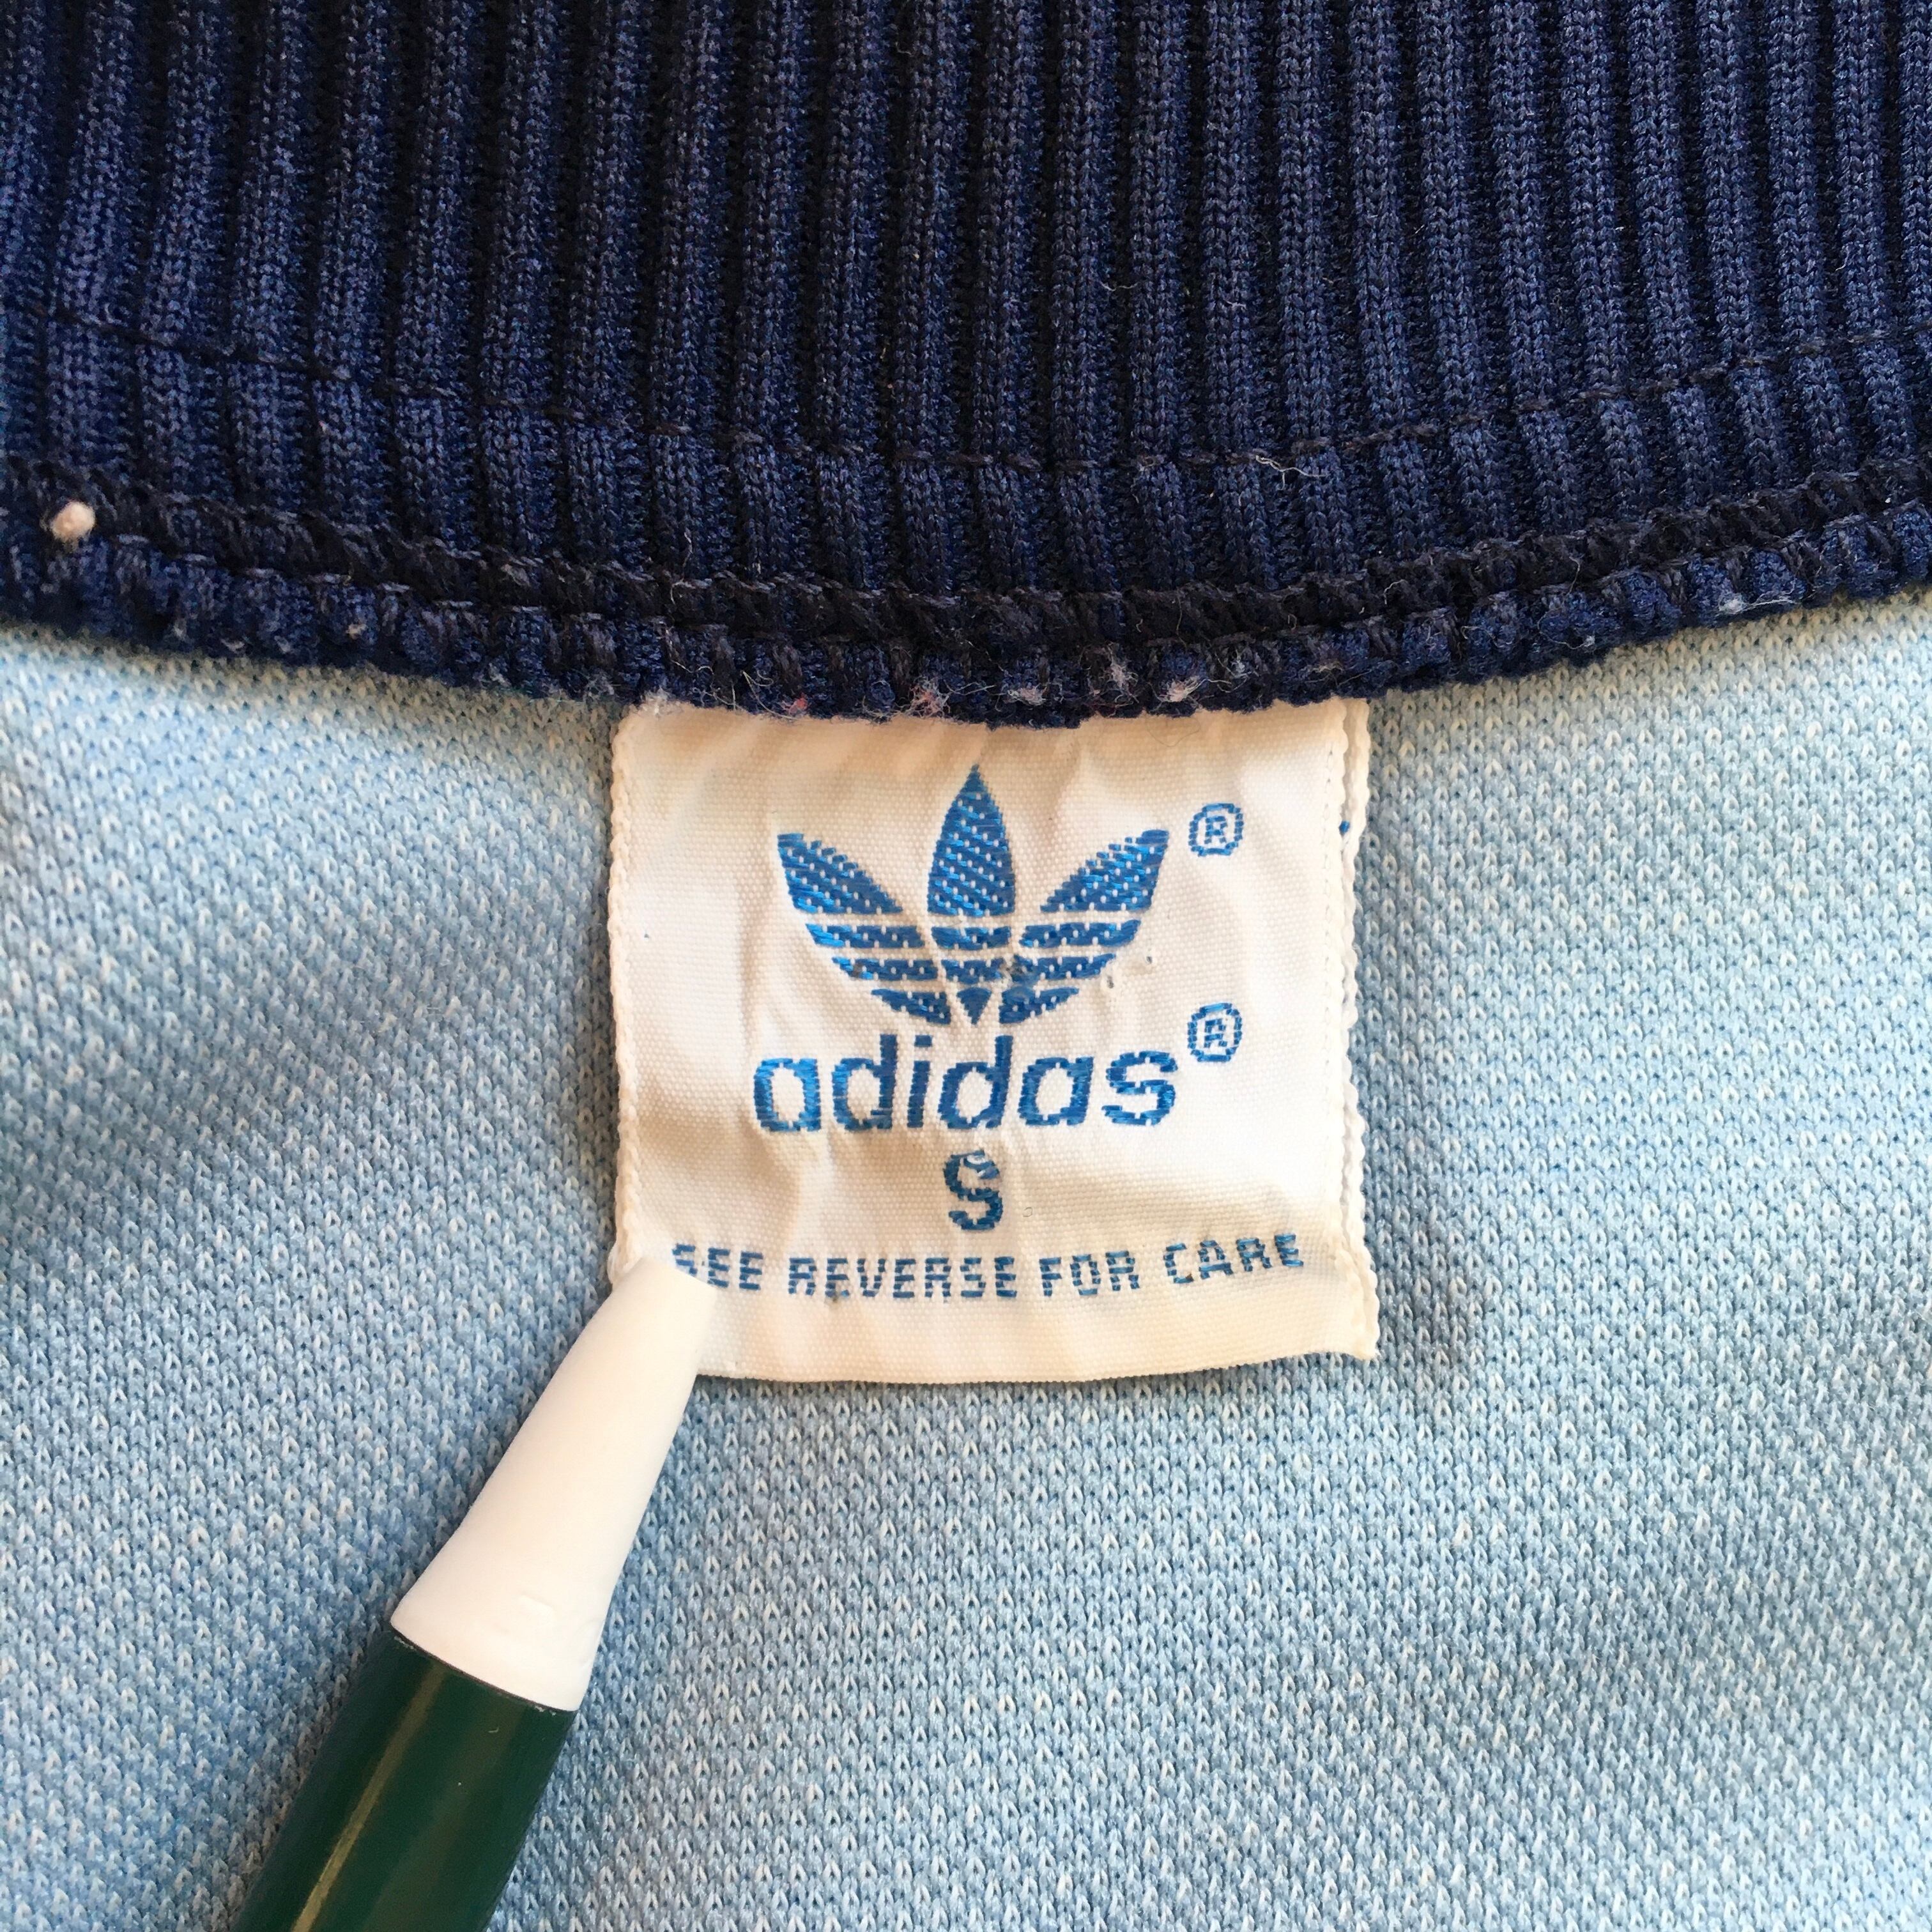 ®
adidas®
S
SEE REVERSE FOR CARE